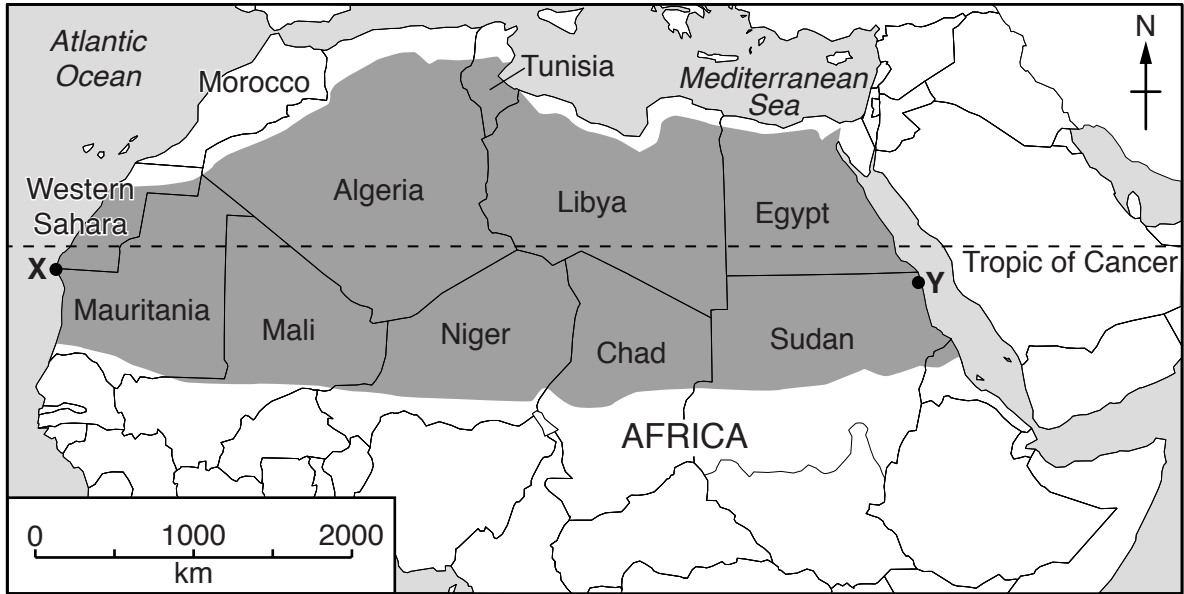 Atlantic
Ocean
Morocco
Tunisia
Mediterranean
Sea
N
Western
Sahara
Algeria
Libya
Egypt
X
Tropic of Cancer
Y
Mauritania
Mali
Niger
Chad
Sudan
AFRICA
0 1000 2000
km